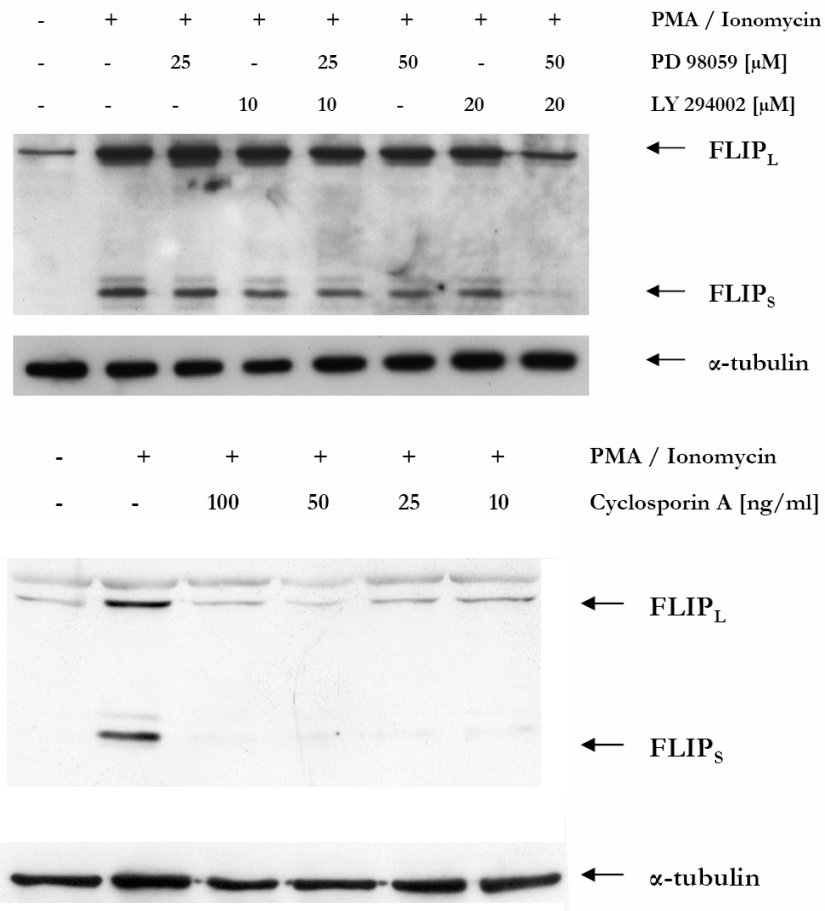 - + + + + + + + PMA / Ionomycin
- - 25 - 25 50 - 50 PD 98059 [µM]
- - - 10 10 - 20 20 LY 294002 [µM]
FLIPL
FLIPS
α-tubulin
- + + + + + PMA / Ionomycin
- - 100 50 25 10 Cyclosporin A [ng/ml]
FLIPL
FLIPS
α-tubulin